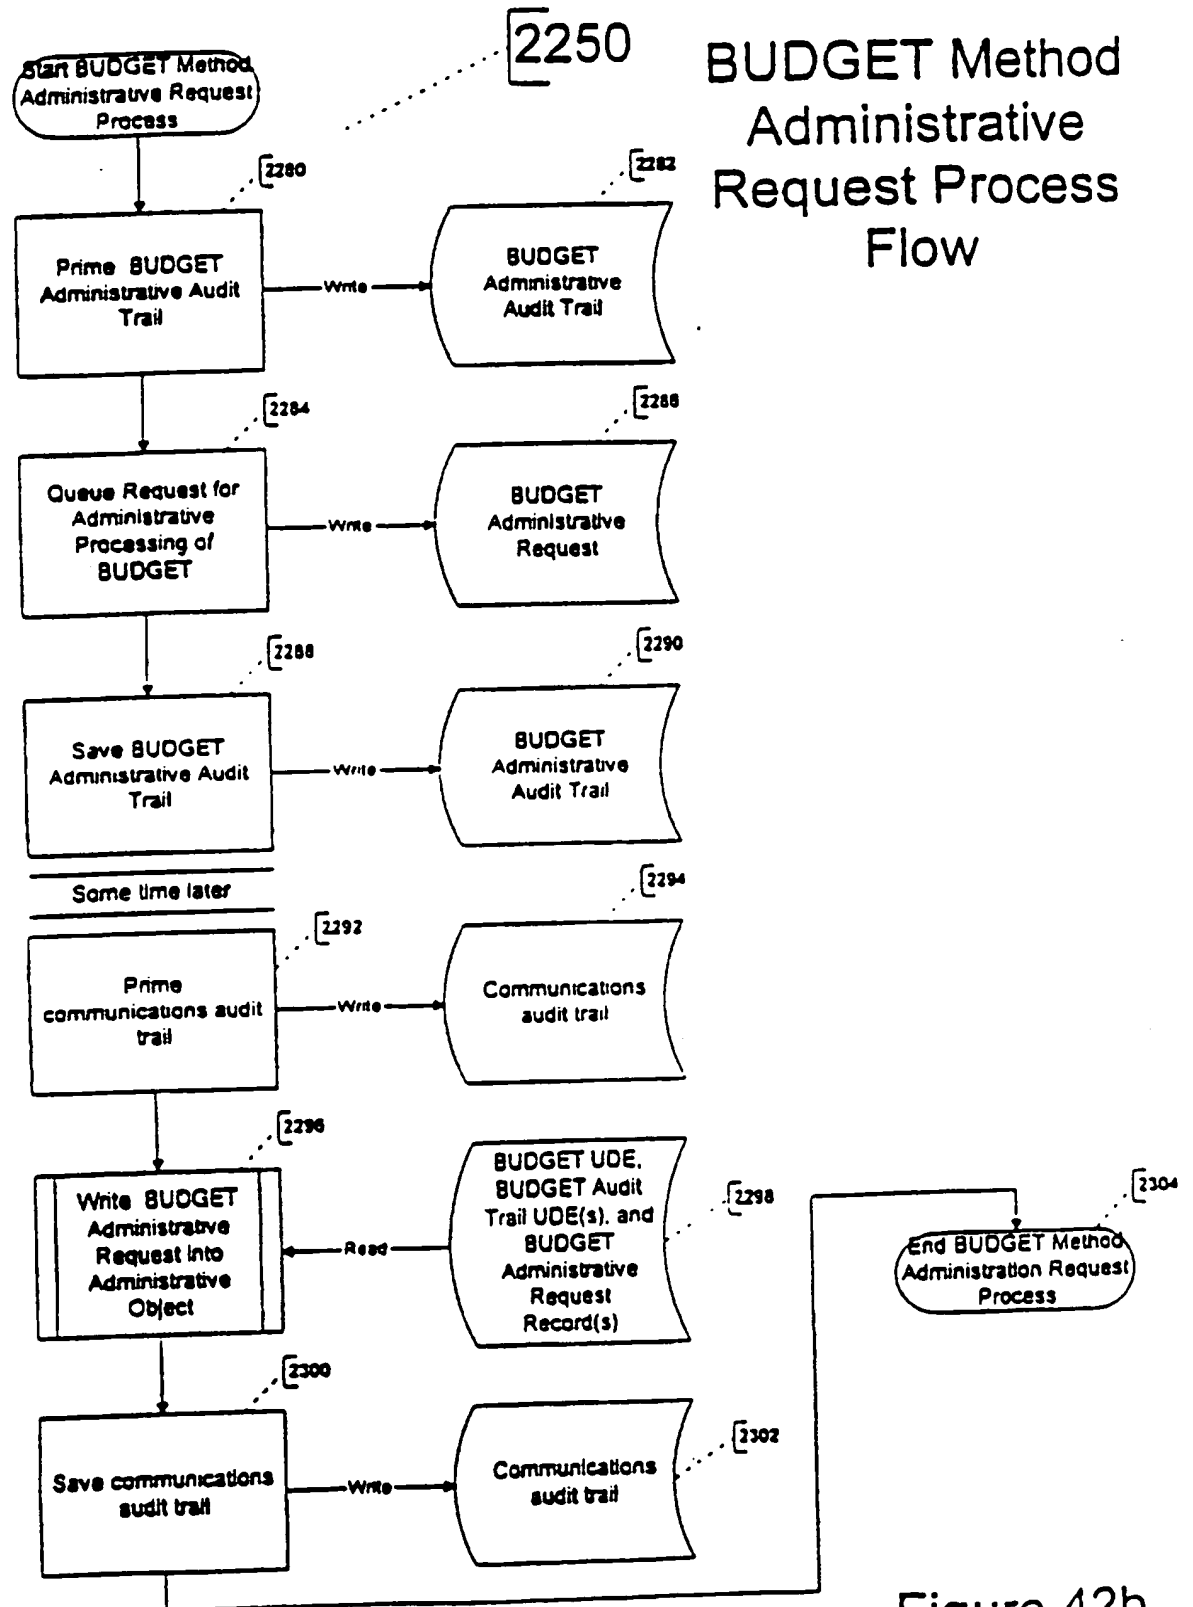 2250
BUDGET Method
Administrative
Request Process
Flow
Start BUDGET Method
Administrative Request
Process
2280
2282
Prime BUDGET
Administrative Audit
Trail
Write
BUDGET
Administrative
Audit Trail
2284
2286
Queue Request for
Administrative
Processing of
BUDGET
Write
BUDGET
Administrative
Request
2288
2290
Save BUDGET
Administrative Audit
Trail
Write
BUDGET
Administrative
Audit Trail
Some time later
2292
2294
Prime
communications audit
trail
Write
Communications
audit trail
2296
2298
Write BUDGET
Administrative
Request into
Administrative
Object
Read
BUDGET UDE,
BUDGET Audit
Trail UDE(s), and
BUDGET
Administrative
Request
Record(s)
2304
End BUDGET Method
Administration Request
Process
2300
2302
Save communications
audit trail
Write
Communications
audit trail
Figure 42b